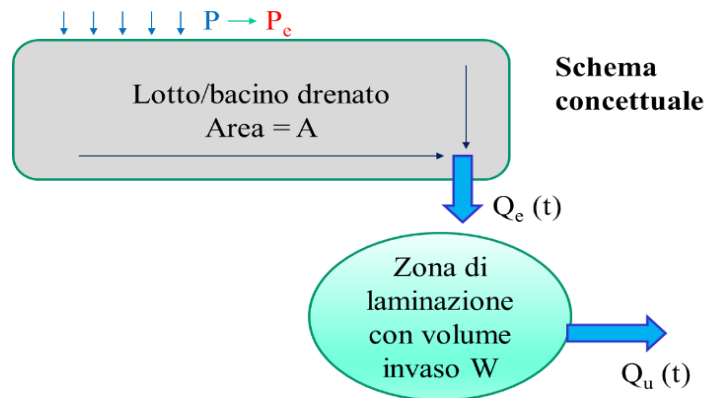 P → Pₑ
Lotto/bacino drenato
Area = A
Schema
concettuale
Qₑ (t)
Zona di
laminazione
con volume
invaso W
Qᵤ (t)